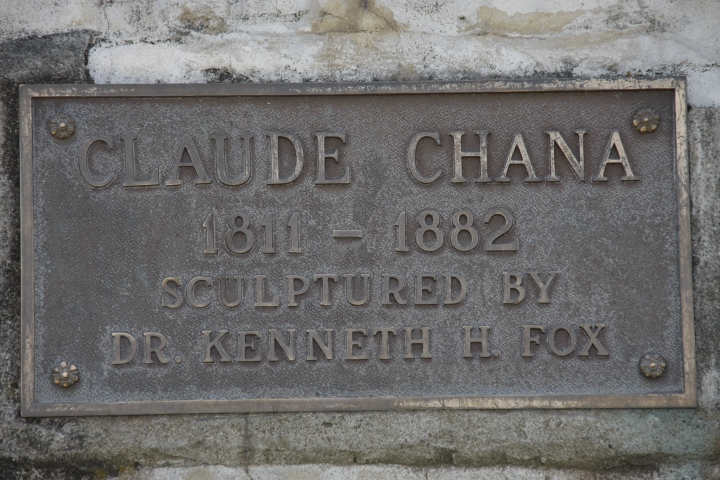 CLAUDE CHANA
1811 – 1882
SCULPTURED BY
DR. KENNETH H. FOX